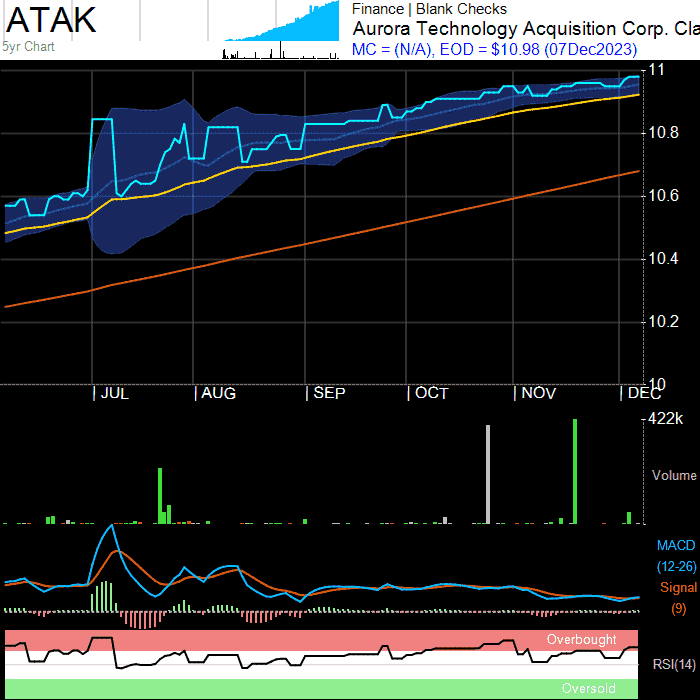 ATAK
5yr Chart
Finance | Blank Checks
Aurora Technology Acquisition Corp. Cla
MC = (N/A), EOD = $10.98 (07Dec2023)
11
10.8
10.6
10.4
10.2
10
JUL AUG SEP OCT NOV DEC
422k
Volume
MACD
(12-26)
Signal
(9)
Overbought
RSI(14)
Oversold